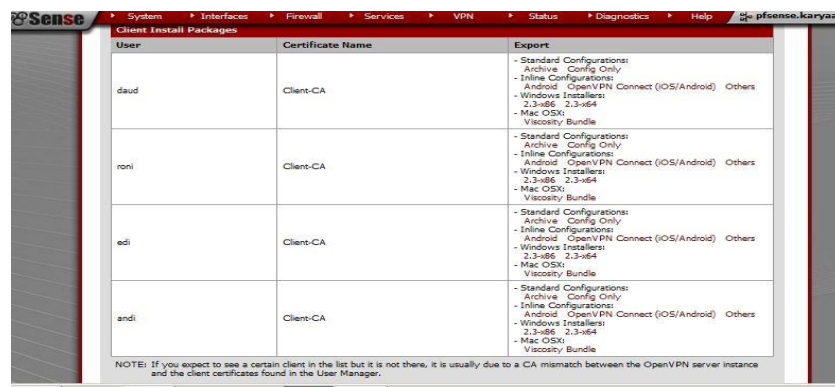 Sense
System Interfaces Firewall Services VPN Status Diagnostics Help pfsense.karyaa
Client Install Packages
User Certificate Name Export
daud Client-CA
- Standard Configurations:
Archive Config Only
- Inline Configurations:
Android OpenVPN Connect (iOS/Android) Others
- Windows Installers:
2.3-x86 2.3-x64
- Mac OSX:
Viscosity Bundle
roni Client-CA
- Standard Configurations:
Archive Config Only
- Inline Configurations:
Android OpenVPN Connect (iOS/Android) Others
- Windows Installers:
2.3-x86 2.3-x64
- Mac OSX:
Viscosity Bundle
edi Client-CA
- Standard Configurations:
Archive Config Only
- Inline Configurations:
Android OpenVPN Connect (iOS/Android) Others
- Windows Installers:
2.3-x86 2.3-x64
- Mac OSX:
Viscosity Bundle
andi Client-CA
- Standard Configurations:
Archive Config Only
- Inline Configurations:
Android OpenVPN Connect (iOS/Android) Others
- Windows Installers:
2.3-x86 2.3-x64
- Mac OSX:
Viscosity Bundle
NOTE: If you expect to see a certain client in the list but it is not there, it is usually due to a CA mismatch between the OpenVPN server instance
and the client certificates found in the User Manager.